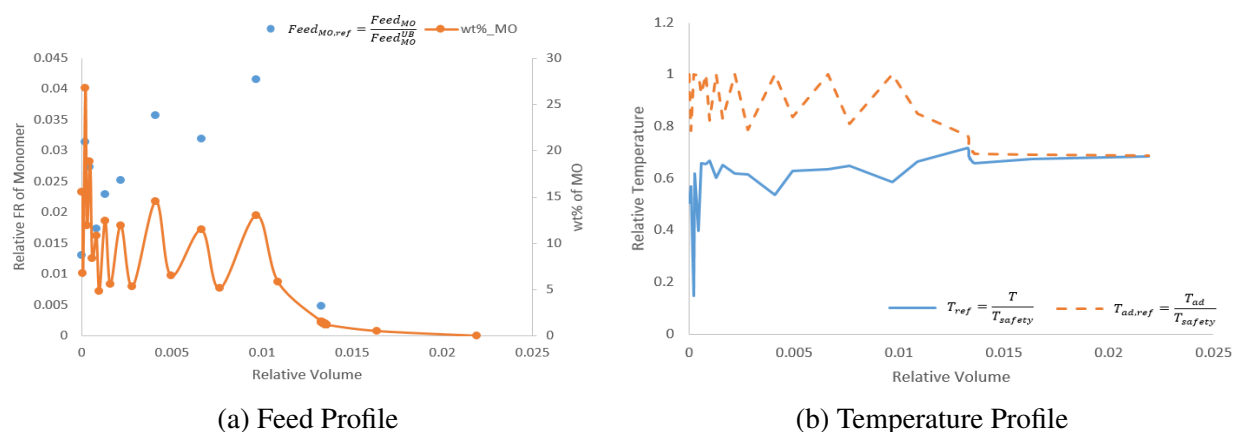 Feed_{MO,ref} = \frac{Feed_{MO}}{Feed_{MO}^{UB}} wt%_MO
0.045
0.04
0.035
0.03
0.025
0.02
0.015
0.01
0.005
0
Relative FR of Monomer
30
25
20
15
10
5
0
wt% of MO
0 0.005 0.01 0.015 0.02 0.025
Relative Volume
(a) Feed Profile
1.2
1
0.8
0.6
0.4
0.2
0
Relative Temperature
T_{ref} = \frac{T}{T_{safety}} T_{ad,ref} = \frac{T_{ad}}{T_{safety}}
0 0.005 0.01 0.015 0.02 0.025
Relative Volume
(b) Temperature Profile